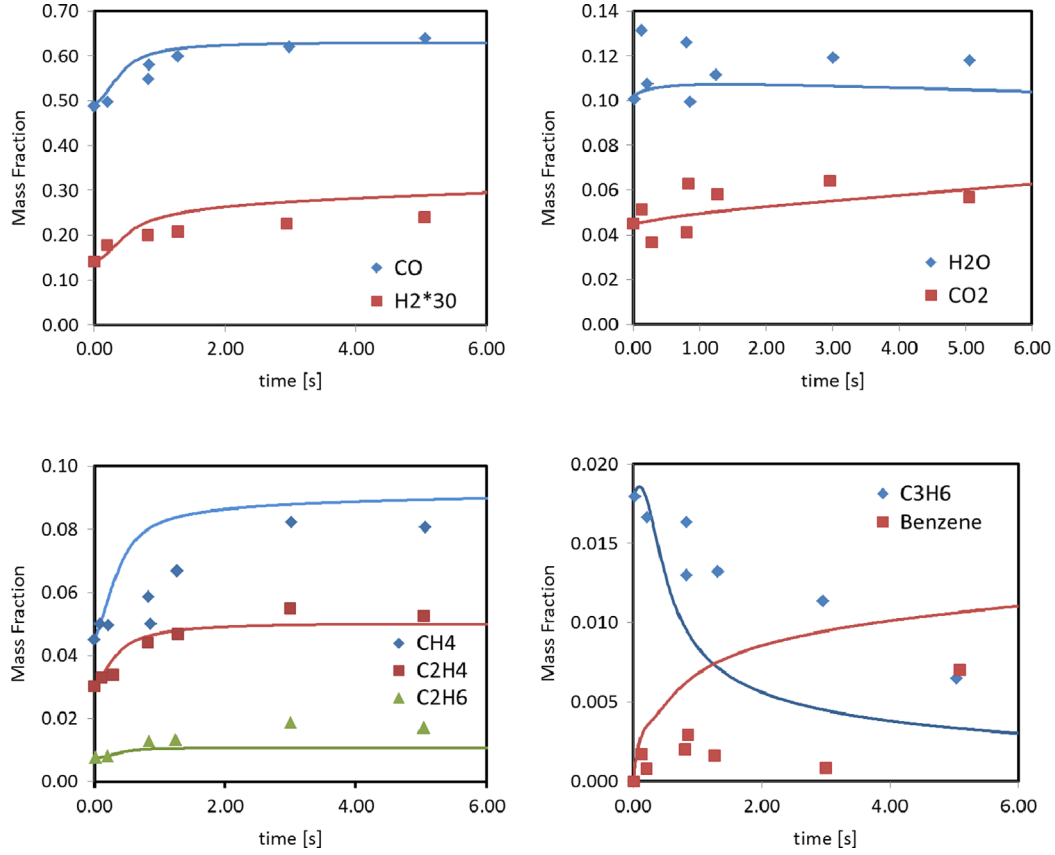 0.70
0.60
0.50
0.40
0.30
0.20
0.10
0.00
Mass Fraction
CO
H2*30
0.00 2.00 4.00 6.00
time [s]
0.14
0.12
0.10
0.08
0.06
0.04
0.02
0.00
Mass Fraction
H2O
CO2
0.00 1.00 2.00 3.00 4.00 5.00 6.00
time [s]
0.10
0.08
0.06
0.04
0.02
0.00
Mass Fraction
CH4
C2H4
C2H6
0.00 2.00 4.00 6.00
time [s]
0.020
0.015
0.010
0.005
0.000
Mass Fraction
C3H6
Benzene
0.00 1.00 2.00 3.00 4.00 5.00 6.00
time [s]